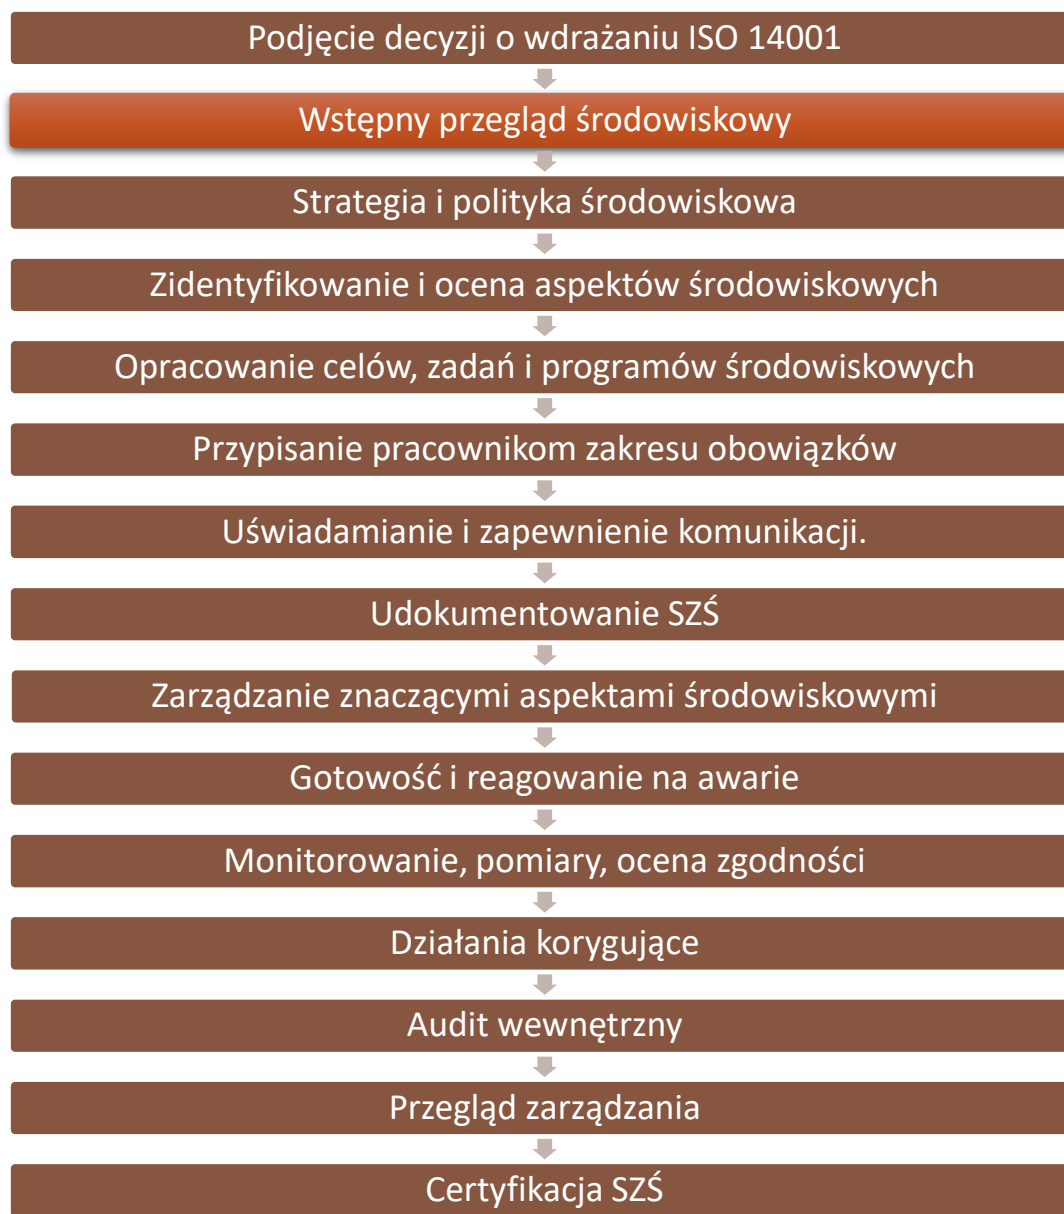 Podjęcie decyzji o wdrażaniu ISO 14001
Wstępny przegląd środowiskowy
Strategia i polityka środowiskowa
Zidentyfikowanie i ocena aspektów środowiskowych
Opracowanie celów, zadań i programów środowiskowych
Przypisanie pracownikom zakresu obowiązków
Uświadamianie i zapewnienie komunikacji.
Udokumentowanie SZŚ
Zarządzanie znaczącymi aspektami środowiskowymi
Gotowość i reagowanie na awarie
Monitorowanie, pomiary, ocena zgodności
Działania korygujące
Audit wewnętrzny
Przegląd zarządzania
Certyfikacja SZŚ